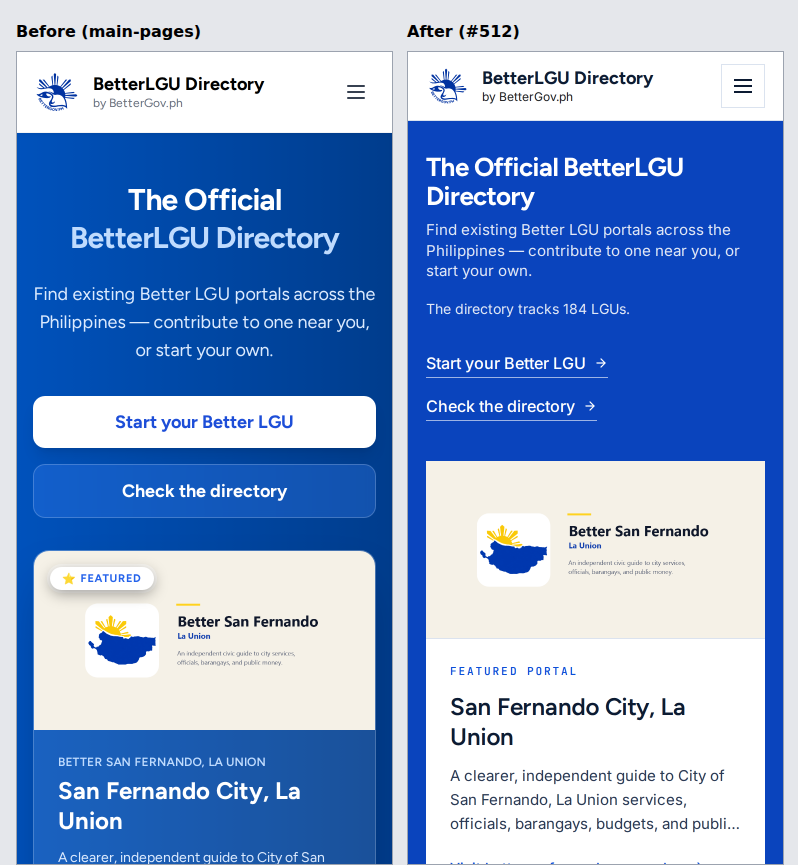 Before (main-pages)
BetterLGU Directory
by BetterGov.ph
The Official
BetterLGU Directory
Find existing Better LGU portals across the
Philippines — contribute to one near you,
or start your own.
Start your Better LGU
Check the directory
⭐ FEATURED
Better San Fernando
La Union
An independent civic guide to city services,
officials, barangays, and public money.
BETTER SAN FERNANDO, LA UNION
San Fernando City, La
Union
A clearer, independent guide to City of San
After (#512)
BetterLGU Directory
by BetterGov.ph
The Official BetterLGU
Directory
Find existing Better LGU portals across the
Philippines — contribute to one near you, or
start your own.
The directory tracks 184 LGUs.
Start your Better LGU →
Check the directory →
Better San Fernando
La Union
An independent civic guide to city services,
officials, barangays, and public money.
FEATURED PORTAL
San Fernando City, La
Union
A clearer, independent guide to City of
San Fernando, La Union services,
officials, barangays, budgets, and publi...